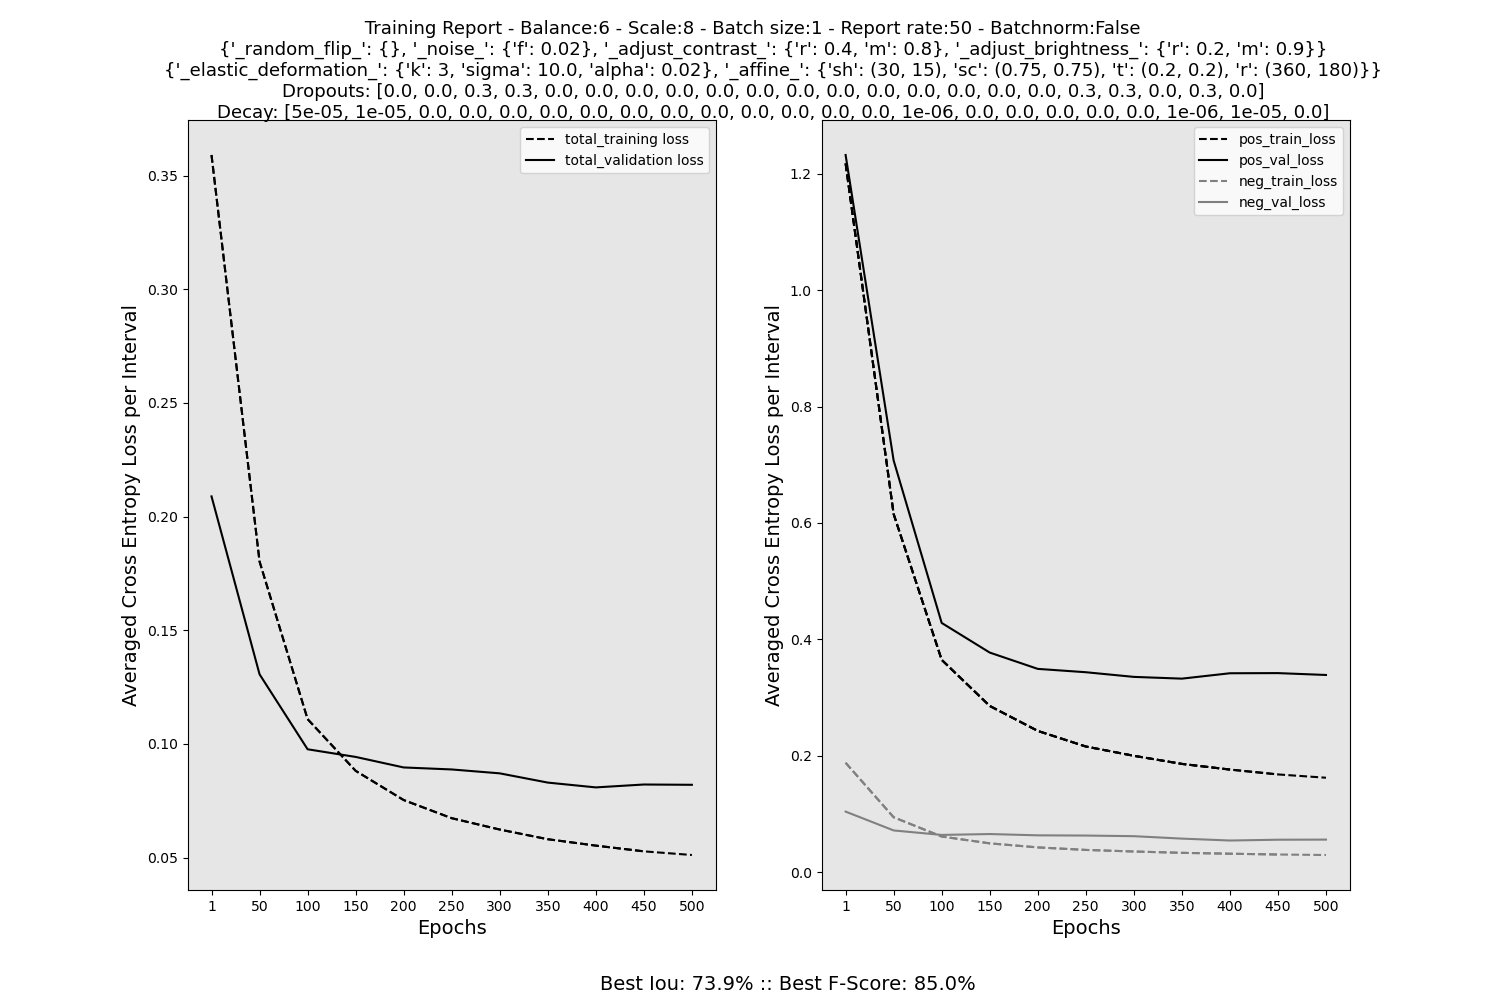 Training Report - Balance:6 - Scale:8 - Batch size:1 - Report rate:50 - Batchnorm:False
{'_random_flip_': {}, '_noise_': {'f': 0.02}, '_adjust_contrast_': {'r': 0.4, 'm': 0.8}, '_adjust_brightness_': {'r': 0.2, 'm': 0.9}}
{'_elastic_deformation_': {'k': 3, 'sigma': 10.0, 'alpha': 0.02}, '_affine_': {'sh': (30, 15), 'sc': (0.75, 0.75), 't': (0.2, 0.2), 'r': (360, 180)}}
Dropouts: [0.0, 0.0, 0.3, 0.3, 0.0, 0.0, 0.0, 0.0, 0.0, 0.0, 0.0, 0.0, 0.0, 0.0, 0.0, 0.0, 0.0, 0.3, 0.3, 0.0, 0.3, 0.0]
Decay: [5e-05, 1e-05, 0.0, 0.0, 0.0, 0.0, 0.0, 0.0, 0.0, 0.0, 0.0, 0.0, 0.0, 0.0, 1e-06, 0.0, 0.0, 0.0, 0.0, 1e-06, 1e-05, 0.0]
total_training loss
total_validation loss
0.35
0.30
0.25
0.20
0.15
0.10
0.05
Averaged Cross Entropy Loss per Interval
1 50 100 150 200 250 300 350 400 450 500
Epochs
pos_train_loss
pos_val_loss
neg_train_loss
neg_val_loss
1.2
1.0
0.8
0.6
0.4
0.2
0.0
Averaged Cross Entropy Loss per Interval
1 50 100 150 200 250 300 350 400 450 500
Epochs
Best Iou: 73.9% :: Best F-Score: 85.0%